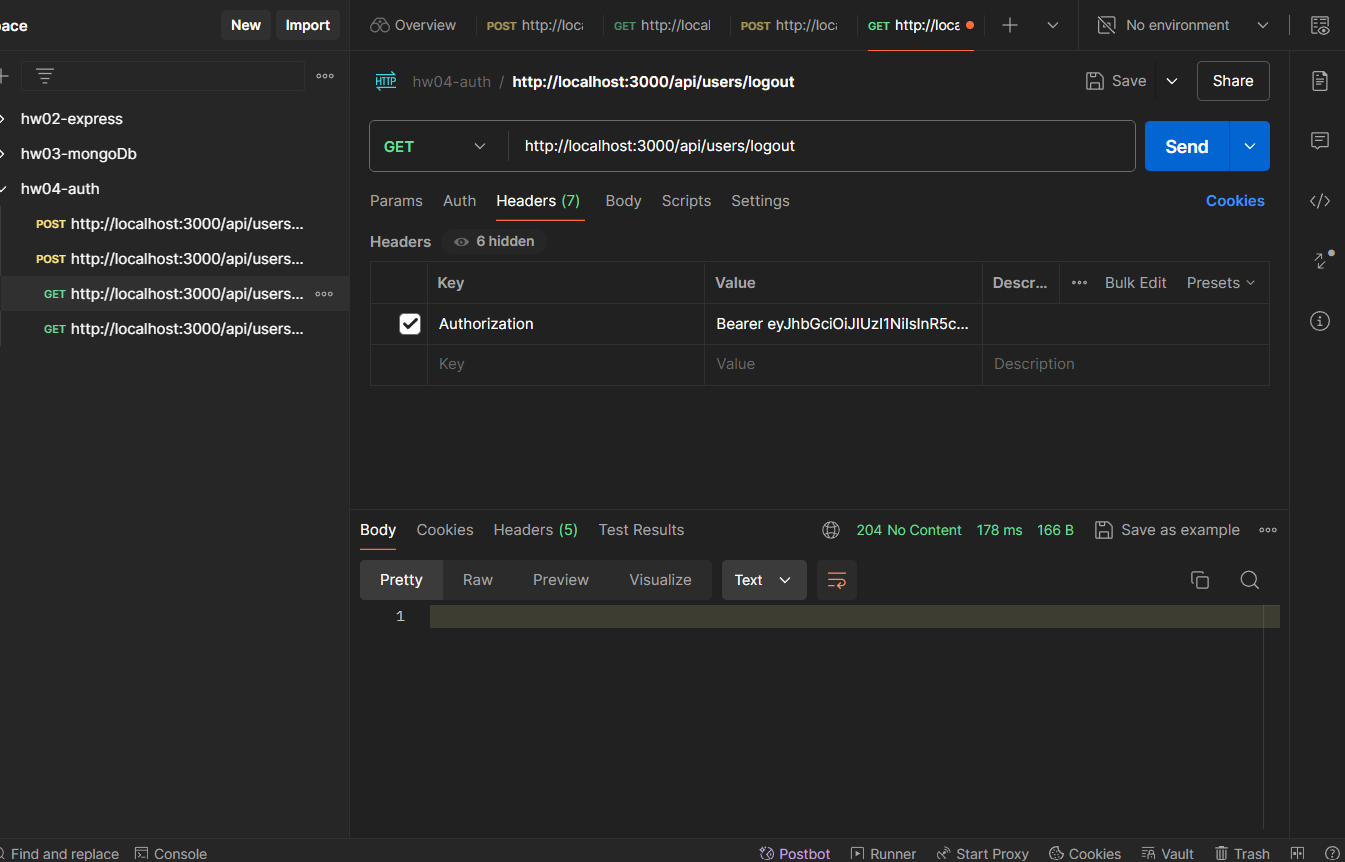 pace
New
Import
Overview
POST http://loca
GET http://local
POST http://loca
GET http://loca
No environment
hw02-express
hw03-mongoDb
hw04-auth
POST http://localhost:3000/api/users...
POST http://localhost:3000/api/users...
GET http://localhost:3000/api/users...
GET http://localhost:3000/api/users...
HTTP
hw04-auth / http://localhost:3000/api/users/logout
Save
Share
GET
http://localhost:3000/api/users/logout
Send
Params
Auth
Headers (7)
Body
Scripts
Settings
Cookies
Headers
6 hidden
Key
Value
Descr...
Bulk Edit
Presets
Authorization
Bearer eyJhbGciOiJIUzI1NiIsInR5c...
Key
Value
Description
Body
Cookies
Headers (5)
Test Results
204 No Content
178 ms
166 B
Save as example
Pretty
Raw
Preview
Visualize
Text
1
Find and replace
Console
Postbot
Runner
Start Proxy
Cookies
Vault
Trash